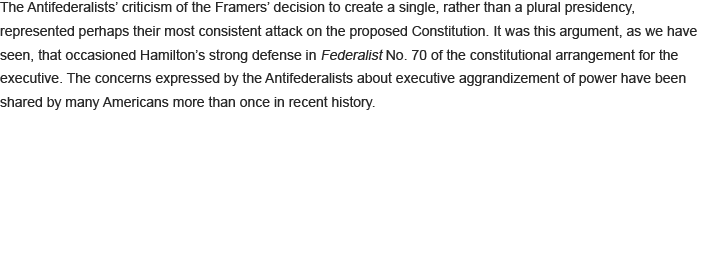 The Antifederalists’ criticism of the Framers’ decision to create a single, rather than a plural presidency,
represented perhaps their most consistent attack on the proposed Constitution. It was this argument, as we have
seen, that occasioned Hamilton’s strong defense in Federalist No. 70 of the constitutional arrangement for the
executive. The concerns expressed by the Antifederalists about executive aggrandizement of power have been
shared by many Americans more than once in recent history.